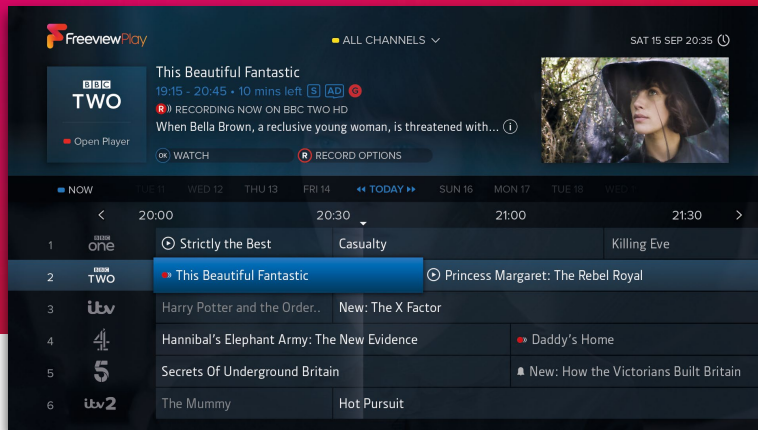 FreeviewPlay
ALL CHANNELS
SAT 15 SEP 20:35
BBC
TWO
Open Player
This Beautiful Fantastic
19:15 - 20:45 • 10 mins left S AD G
R RECORDING NOW ON BBC TWO HD
When Bella Brown, a reclusive young woman, is threatened with... i
OK WATCH
R RECORD OPTIONS
NOW TUE 11 WED 12 THU 13 FRI 14 TODAY SUN 16 MON 17 TUE 18 WED
< 20:00 20:30 21:00 21:30 >
1 BBC one Strictly the Best Casualty Killing Eve
2 BBC TWO This Beautiful Fantastic Princess Margaret: The Rebel Royal
3 itv Harry Potter and the Order.. New: The X Factor
4 4 Hannibal's Elephant Army: The New Evidence Daddy's Home
5 5 Secrets Of Underground Britain New: How the Victorians Built Britain
6 itv2 The Mummy Hot Pursuit